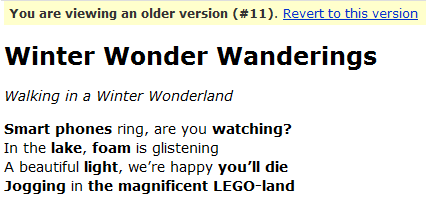 You are viewing an older version (#11). Revert to this version
Winter Wonder Wanderings
Walking in a Winter Wonderland
Smart phones ring, are you watching?
In the lake, foam is glistening
A beautiful light, we’re happy you’ll die
Jogging in the magnificent LEGO-land